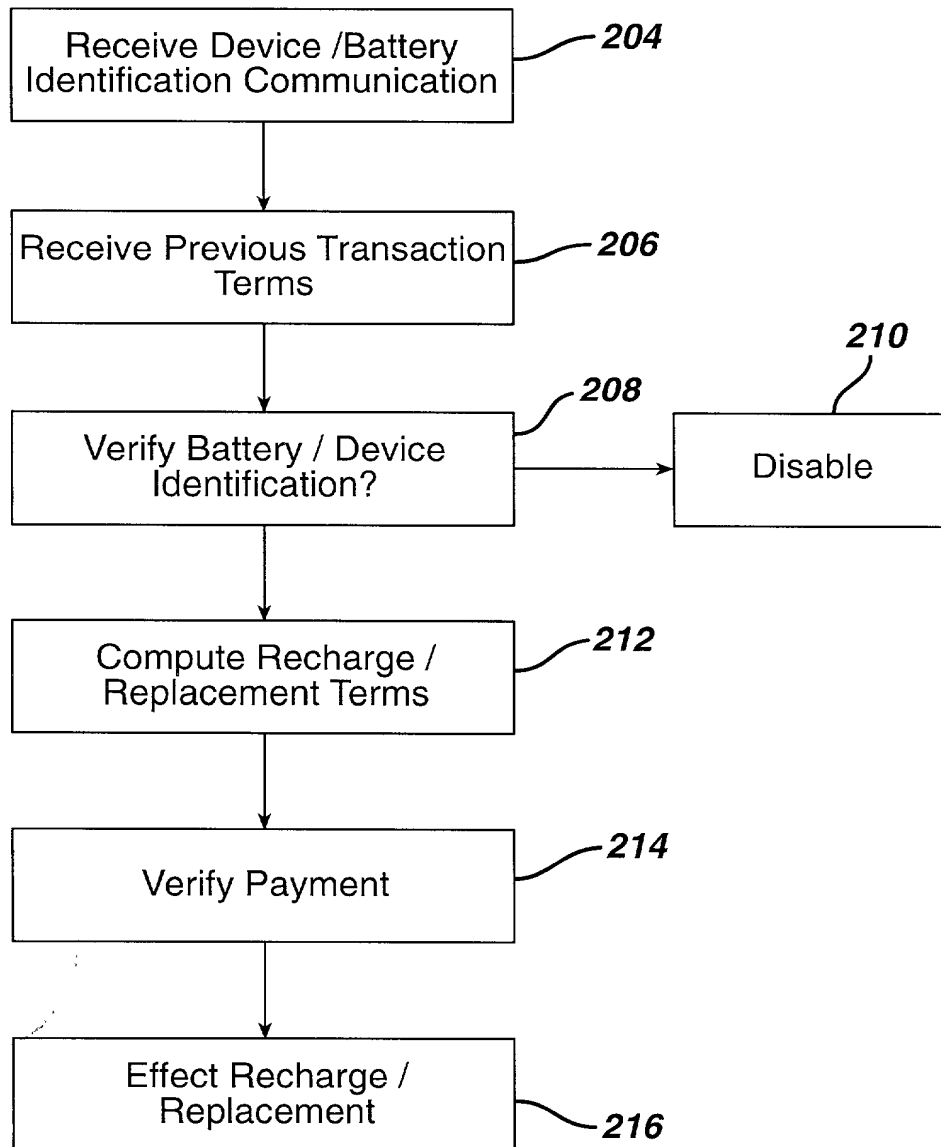 Receive Device /Battery
Identification Communication
204
Receive Previous Transaction
Terms
206
210
208
Verify Battery / Device
Identification?
Disable
Compute Recharge /
Replacement Terms
212
Verify Payment
214
Effect Recharge /
Replacement
216